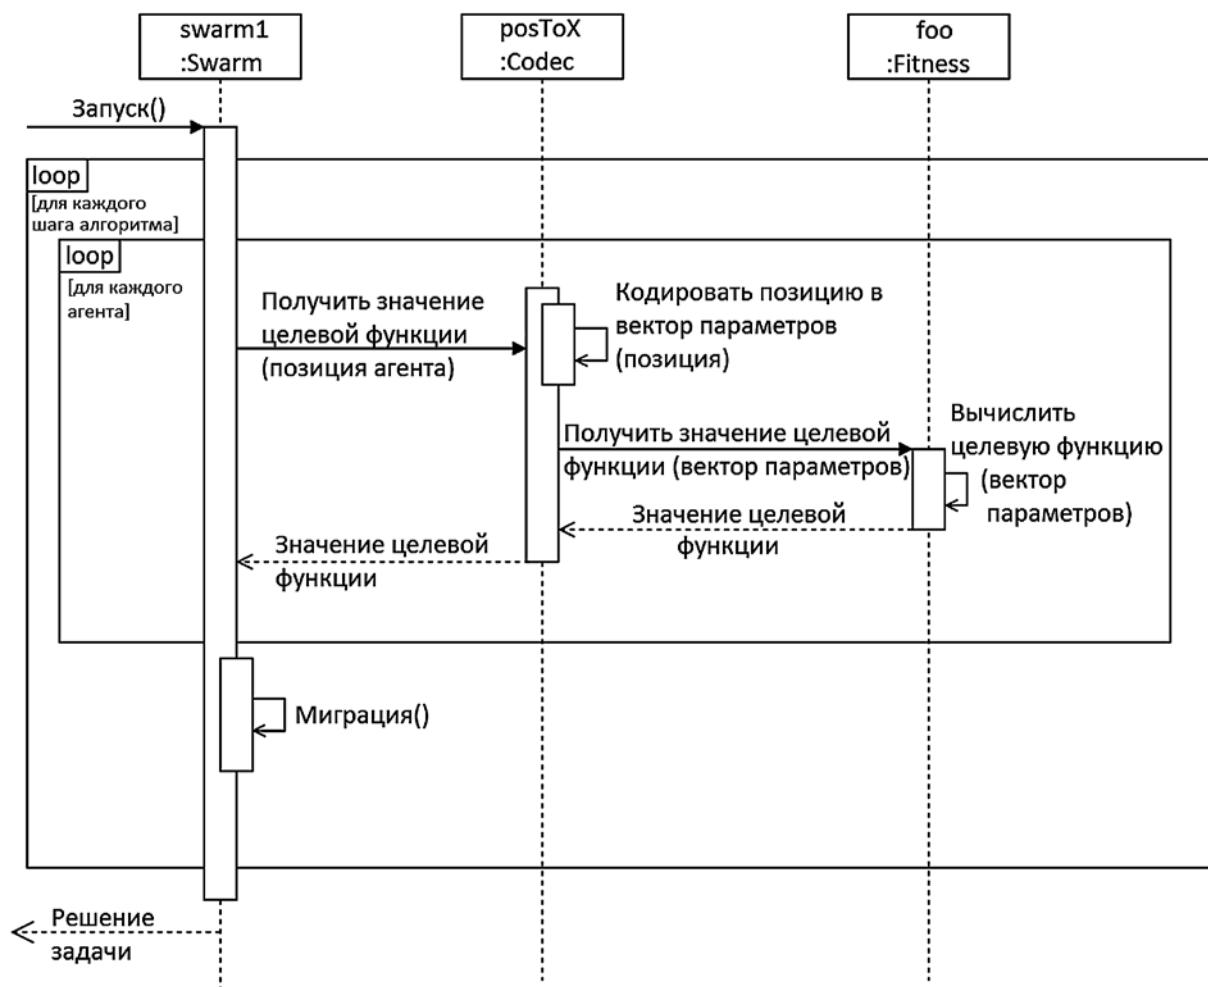 swarm1
:Swarm
posToX
:Codec
foo
:Fitness
Запуск()
loop
[для каждого
шага алгоритма]
loop
[для каждого
агента]
Получить значение
целевой функции
(позиция агента)
Кодировать позицию в
вектор параметров
(позиция)
Получить значение целевой
функции (вектор параметров)
Вычислить
целевую функцию
(вектор
параметров)
Значение целевой
функции
Значение целевой
функции
Миграция()
Решение
задачи